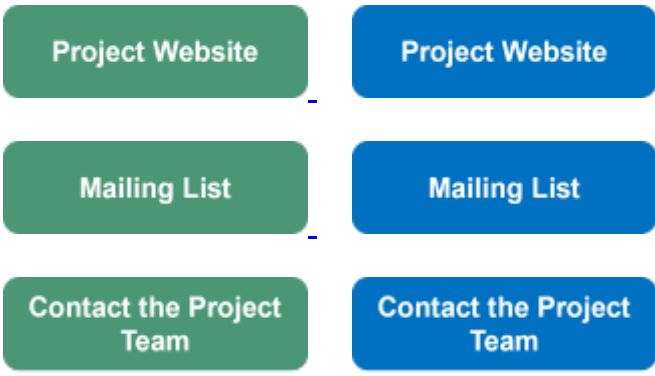 Project Website
Project Website
Mailing List
Mailing List
Contact the Project
Team
Contact the Project
Team